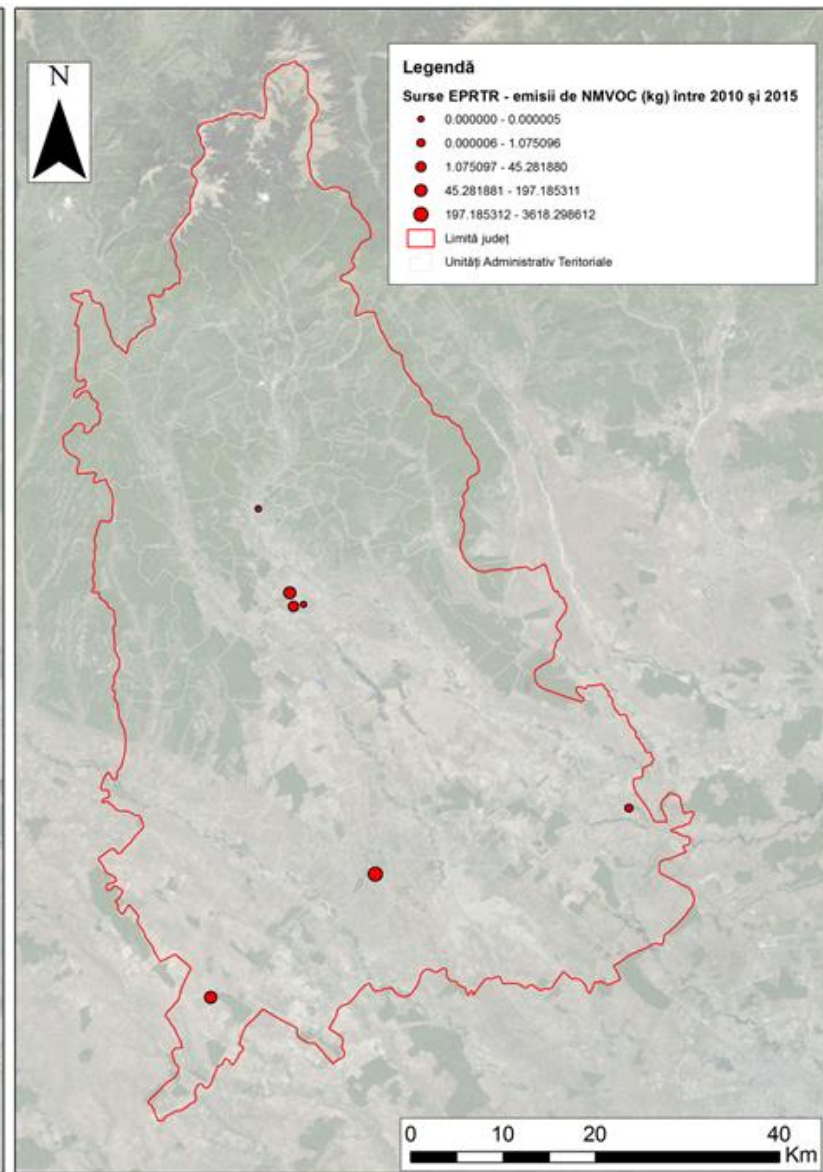 N
Legendă
Surse EPRTR - emisii de NMVOC (kg) între 2010 și 2015
0.000000 - 0.000005
0.000006 - 1.075096
1.075097 - 45.281880
45.281881 - 197.185311
197.185312 - 3618.298612
Limită județ
Unități Administrativ Teritoriale
0 10 20 40
Km